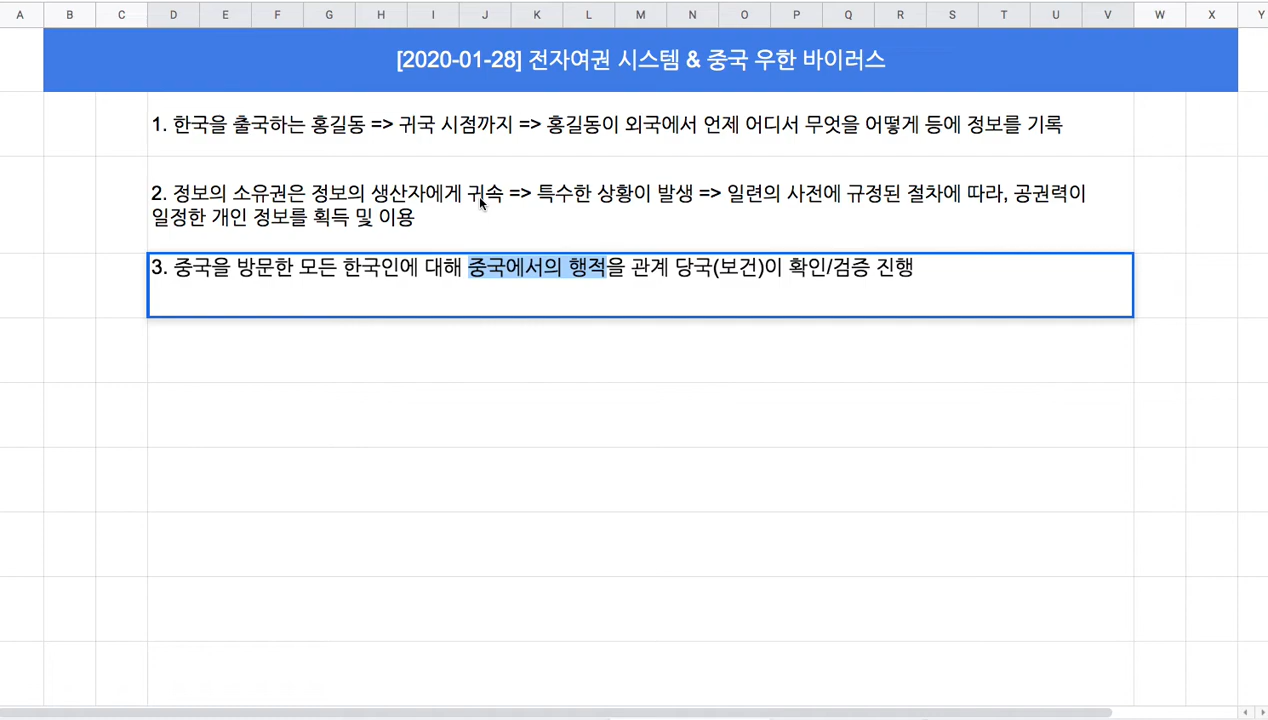 A B C D E F G H I J K L M N O P Q R S T U V W X Y
[2020-01-28] 전자여권 시스템 & 중국 우한 바이러스
1. 한국을 출국하는 홍길동 => 귀국 시점까지 => 홍길동이 외국에서 언제 어디서 무엇을 어떻게 등에 정보를 기록
2. 정보의 소유권은 정보의 생산자에게 귀속 => 특수한 상황이 발생 => 일련의 사전에 규정된 절차에 따라, 공권력이
일정한 개인 정보를 획득 및 이용
3. 중국을 방문한 모든 한국인에 대해 중국에서의 행적을 관계 당국(보건)이 확인/검증 진행